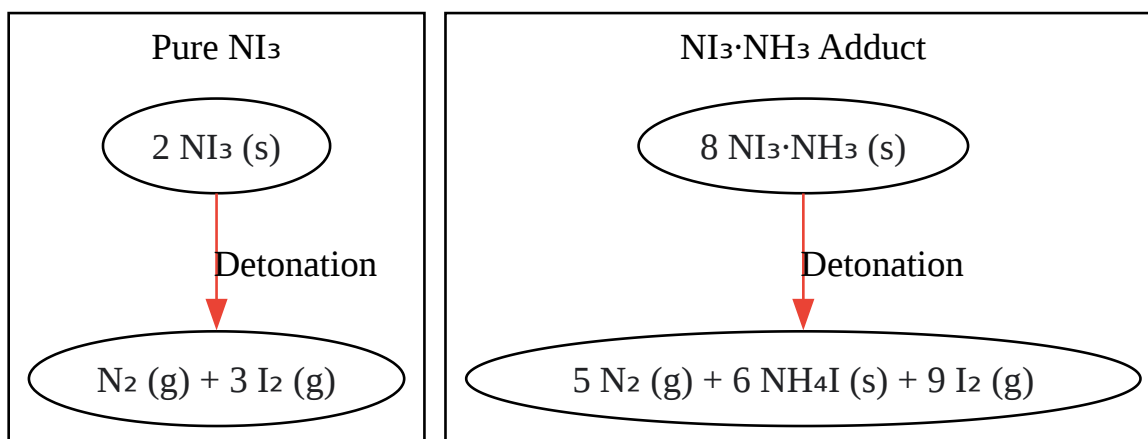 Pure NI₃
2 NI₃ (s)
Detonation
N₂ (g) + 3 I₂ (g)
NI₃·NH₃ Adduct
8 NI₃·NH₃ (s)
Detonation
5 N₂ (g) + 6 NH₄I (s) + 9 I₂ (g)